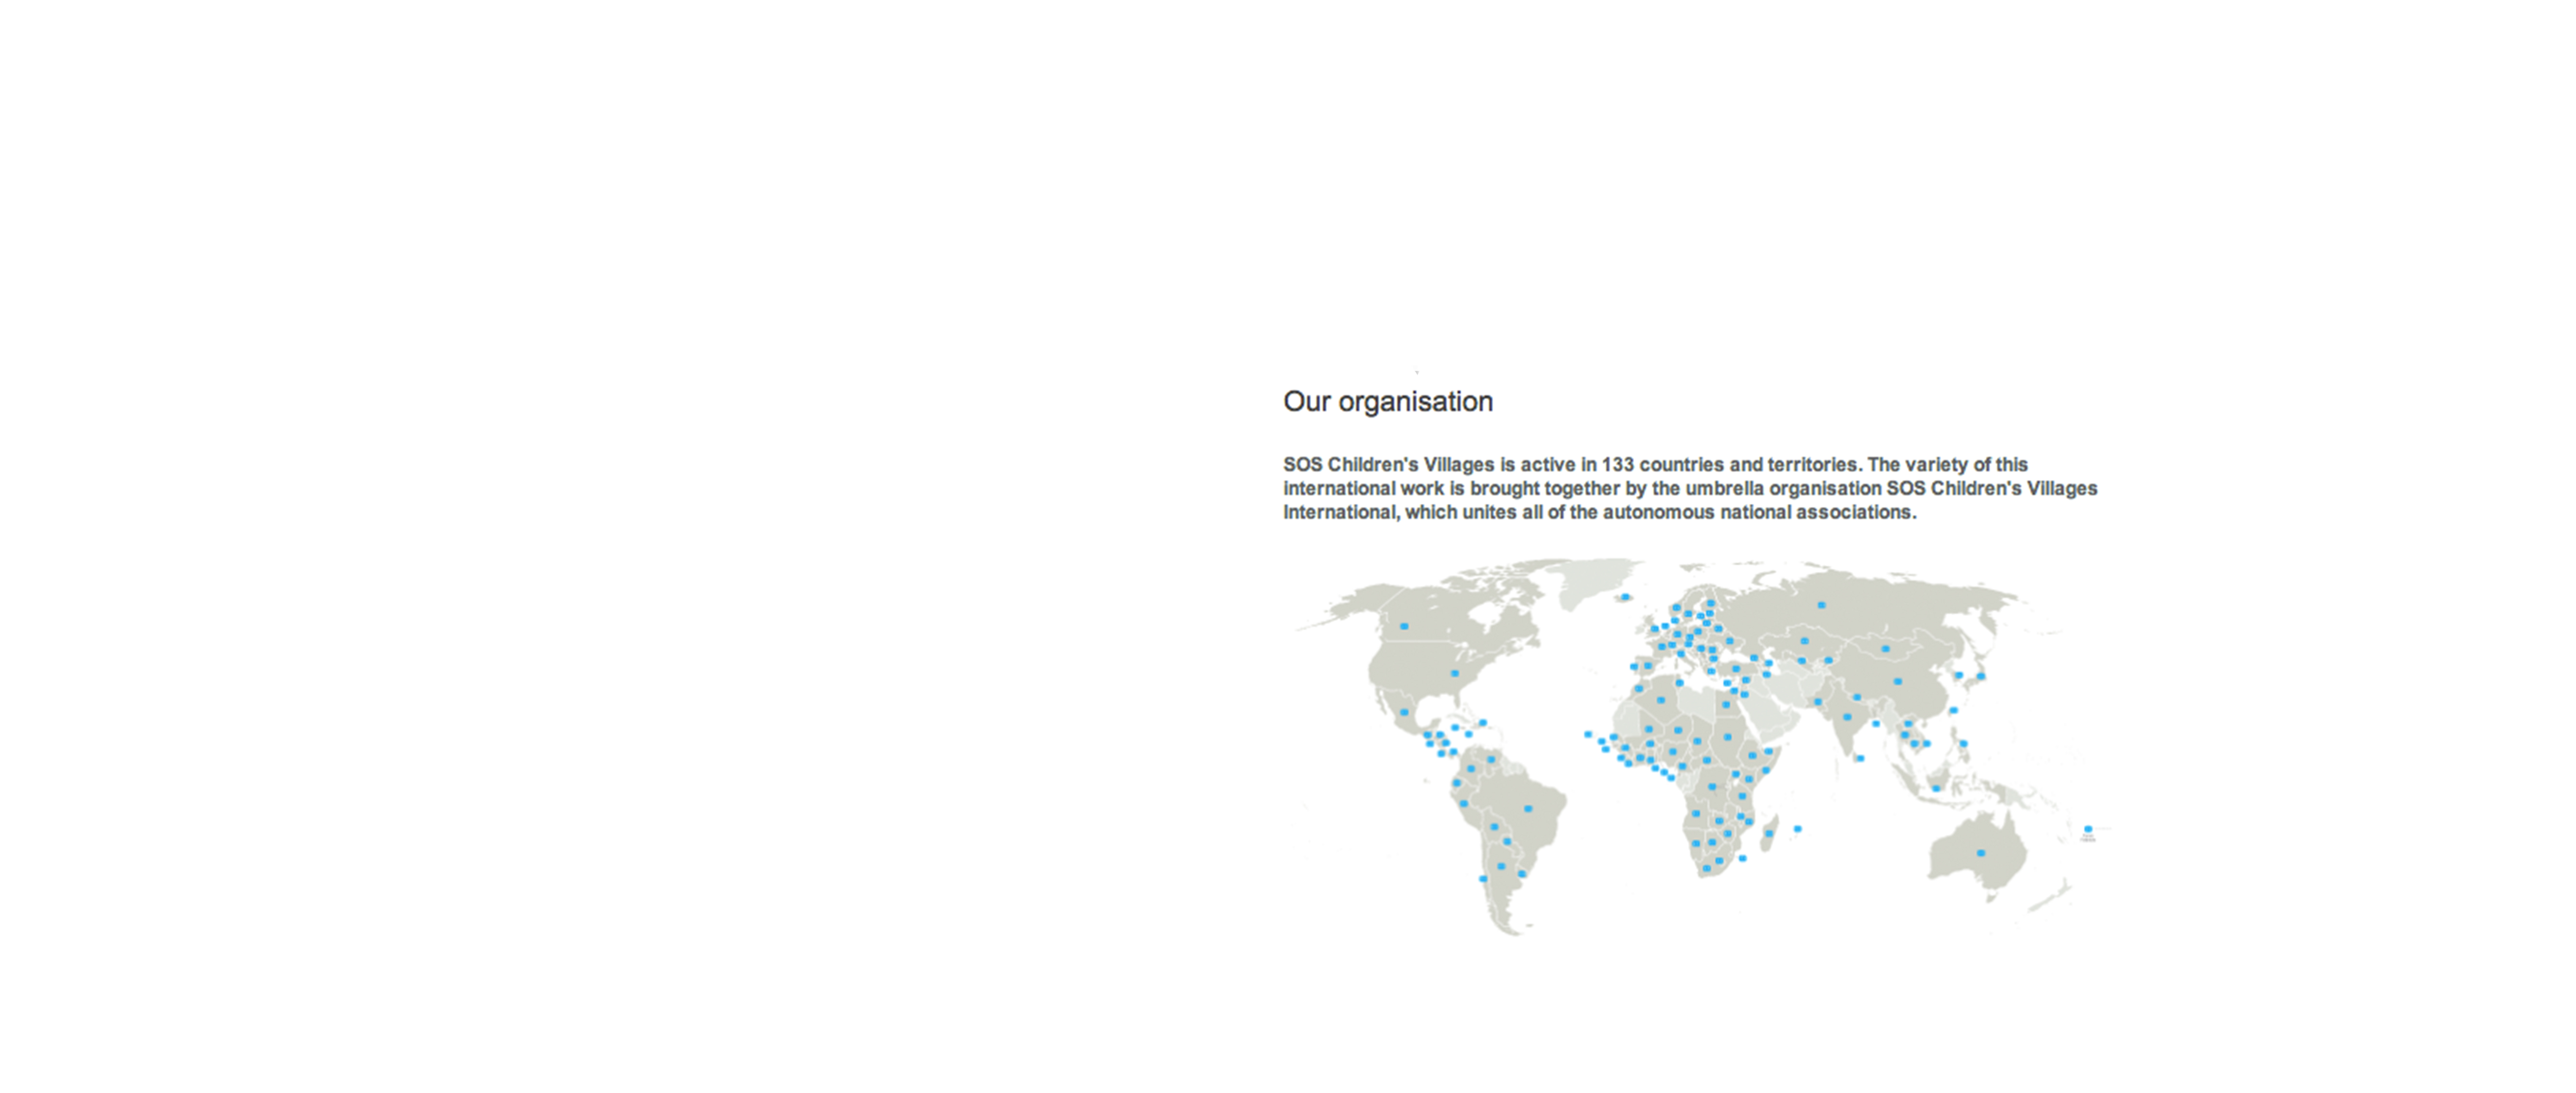 Our organisation
SOS Children's Villages is active in 133 countries and territories. The variety of this
international work is brought together by the umbrella organisation SOS Children's Villages
International, which unites all of the autonomous national associations.